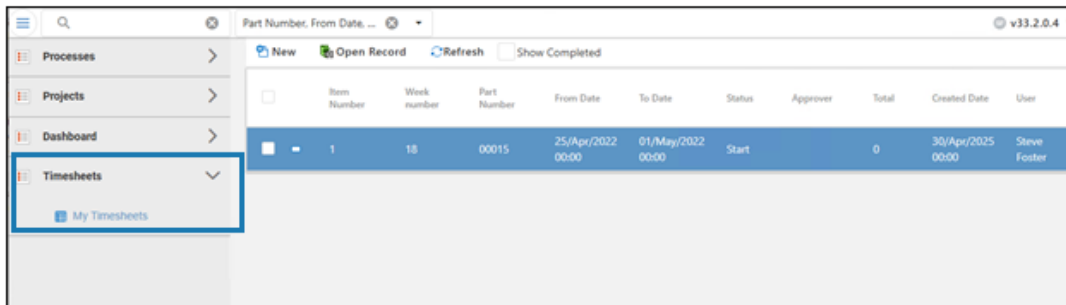 Part Number, From Date, ...
v33.2.0.4
Processes
Projects
Dashboard
Timesheets
My Timesheets
New Open Record Refresh Show Completed
Item Number Week number Part Number From Date To Date Status Approver Total Created Date User
1 18 00015 25/Apr/2022 00:00 01/May/2022 00:00 Start 0 30/Apr/2025 00:00 Steve Foster